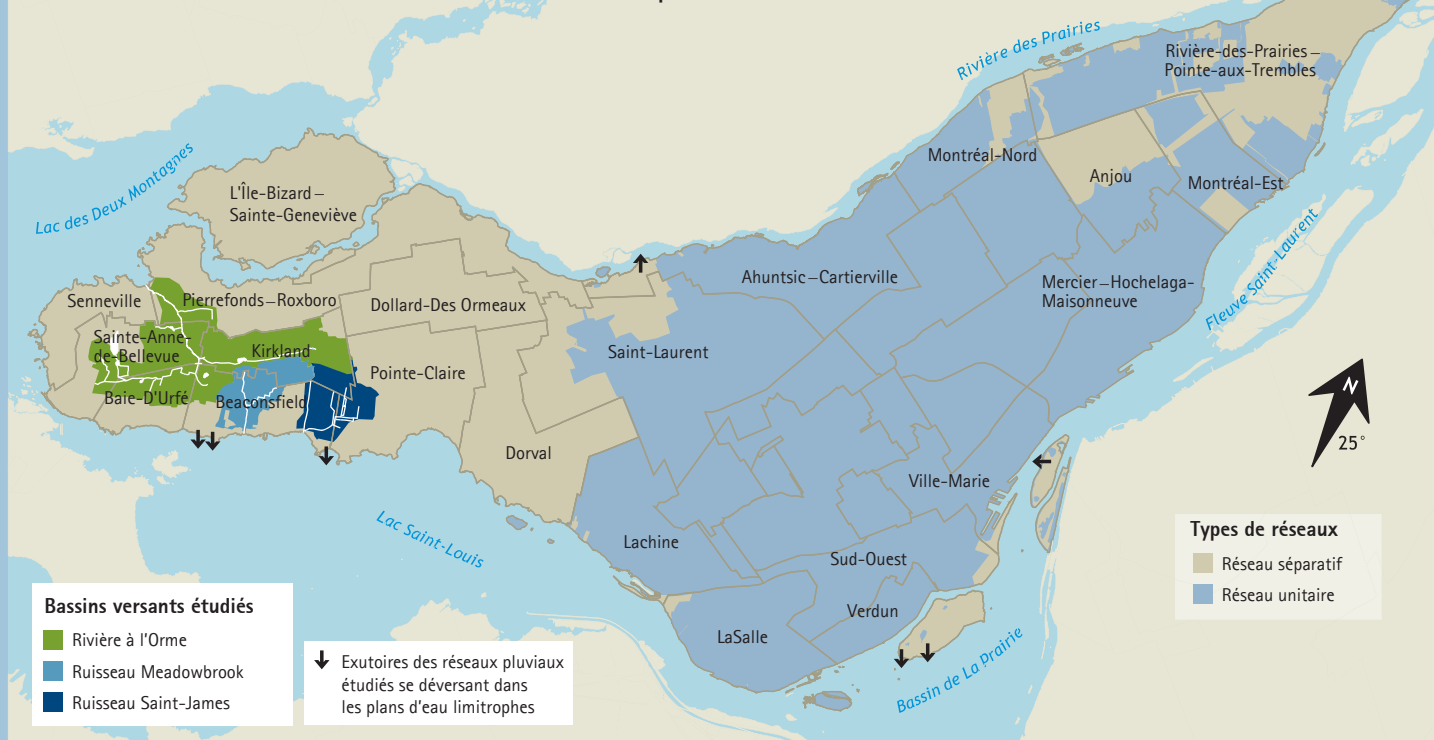 Rivière des Prairies
Rivière-des-Prairies –
Pointe-aux-Trembles
Montréal-Nord
Anjou
Montréal-Est
Lac des Deux Montagnes
L'Île-Bizard –
Sainte-Geneviève
Fleuve Saint-Laurent
Ahuntsic – Cartierville
Mercier – Hochelaga-
Maisonneuve
Senneville
Pierrefonds – Roxboro
Dollard-Des Ormeaux
Sainte-Anne-
de-Bellevue
Kirkland
Saint-Laurent
Pointe-Claire
Baie-D'Urfé
Beaconsfield
N
25°
Dorval
Ville-Marie
Lac Saint-Louis
Lachine
Sud-Ouest
Verdun
LaSalle
Bassin de La Prairie
Types de réseaux
Réseau séparatif
Réseau unitaire
Bassins versants étudiés
Rivière à l'Orme
Ruisseau Meadowbrook
Ruisseau Saint-James
Exutoires des réseaux pluviaux
étudiés se déversant dans
les plans d'eau limitrophes